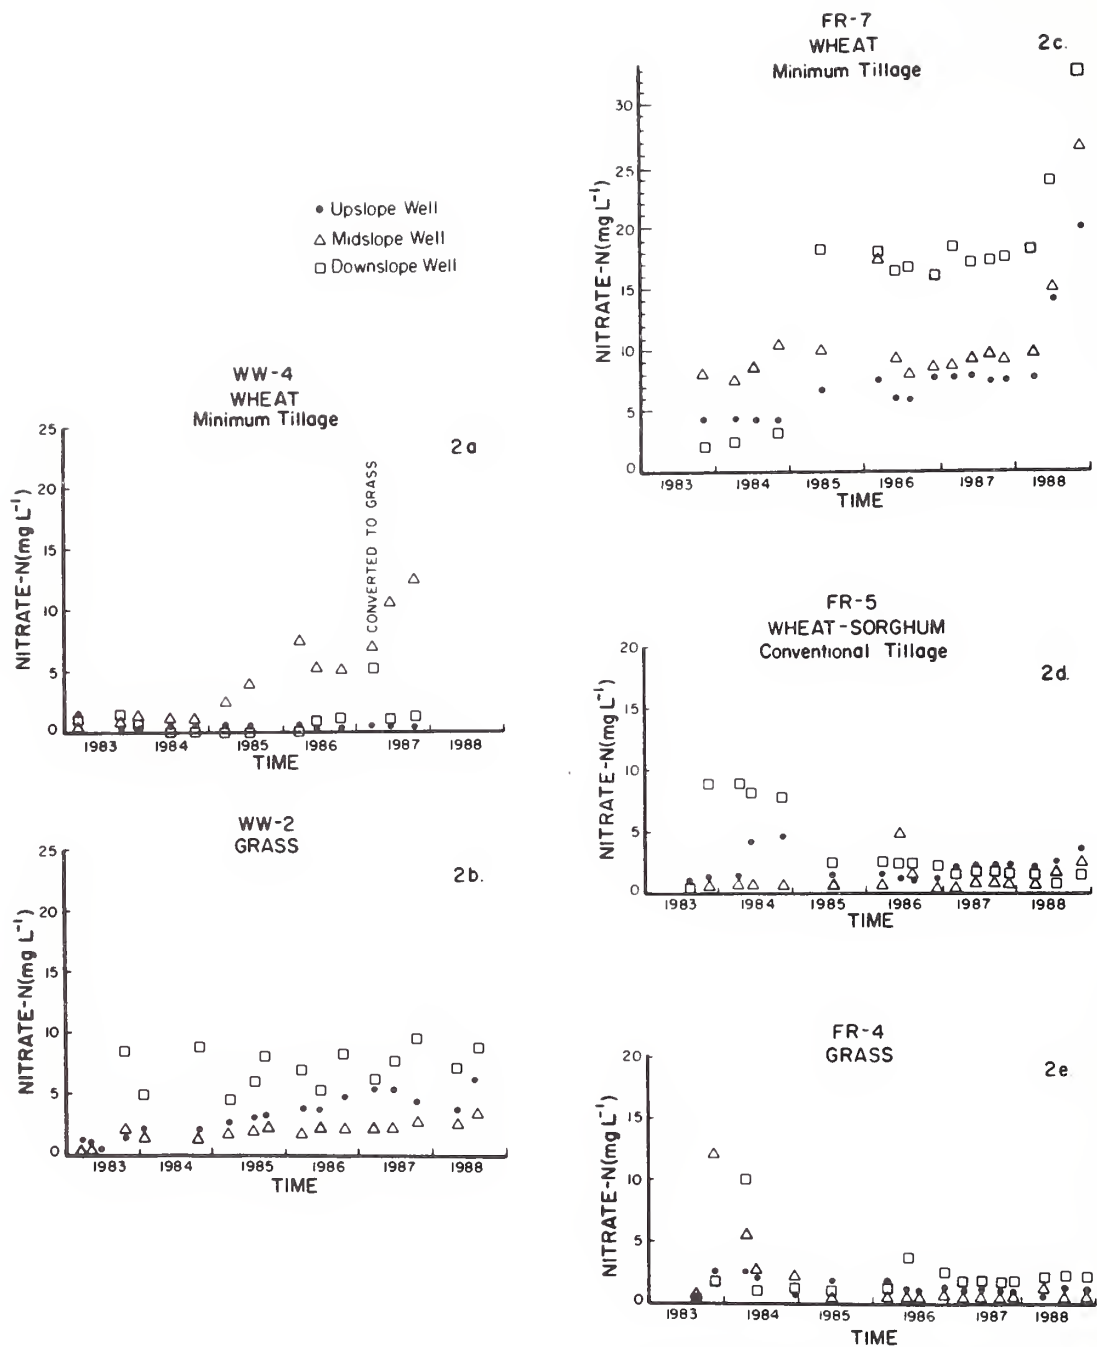 ● Upslope Well
△ Midslope Well
□ Downslope Well
WW-4
WHEAT
Minimum Tillage
2a
NITRATE-N(mg L⁻¹)
25
20
15
10
5
0
CONVERTED TO GRASS
1983 1984 1985 1986 1987 1988
TIME
WW-2
GRASS
2b.
NITRATE-N(mg L⁻¹)
25
20
15
10
5
0
1983 1984 1985 1986 1987 1988
TIME
FR-7
WHEAT
Minimum Tillage
2c.
NITRATE-N(mg L⁻¹)
30
25
20
15
10
5
0
1983 1984 1985 1986 1987 1988
TIME
FR-5
WHEAT-SORGHUM
Conventional Tillage
2d.
NITRATE-N(mg L⁻¹)
20
15
10
5
0
1983 1984 1985 1986 1987 1988
TIME
FR-4
GRASS
2e.
NITRATE-N(mg L⁻¹)
20
15
10
5
0
1983 1984 1985 1986 1987 1988
TIME